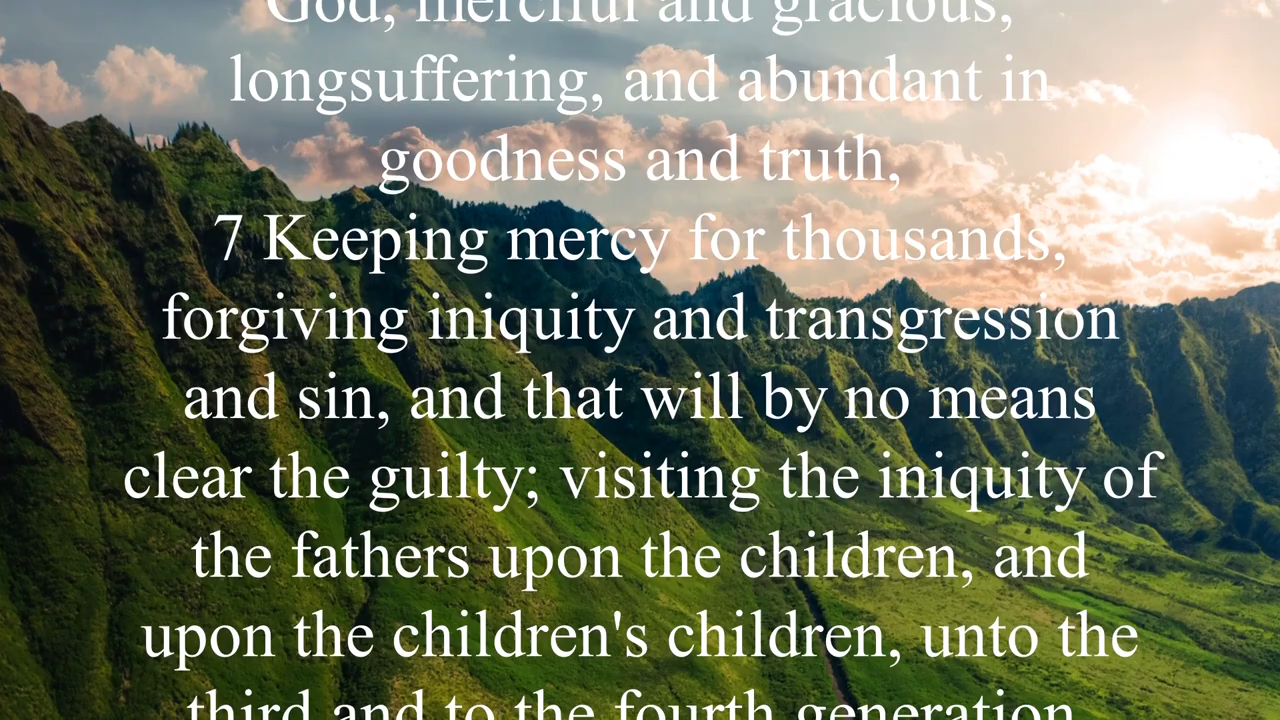 God, merciful and gracious,
longsuffering, and abundant in
goodness and truth,
7 Keeping mercy for thousands,
forgiving iniquity and transgression
and sin, and that will by no means
clear the guilty; visiting the iniquity of
the fathers upon the children, and
upon the children's children, unto the
third and to the fourth generation